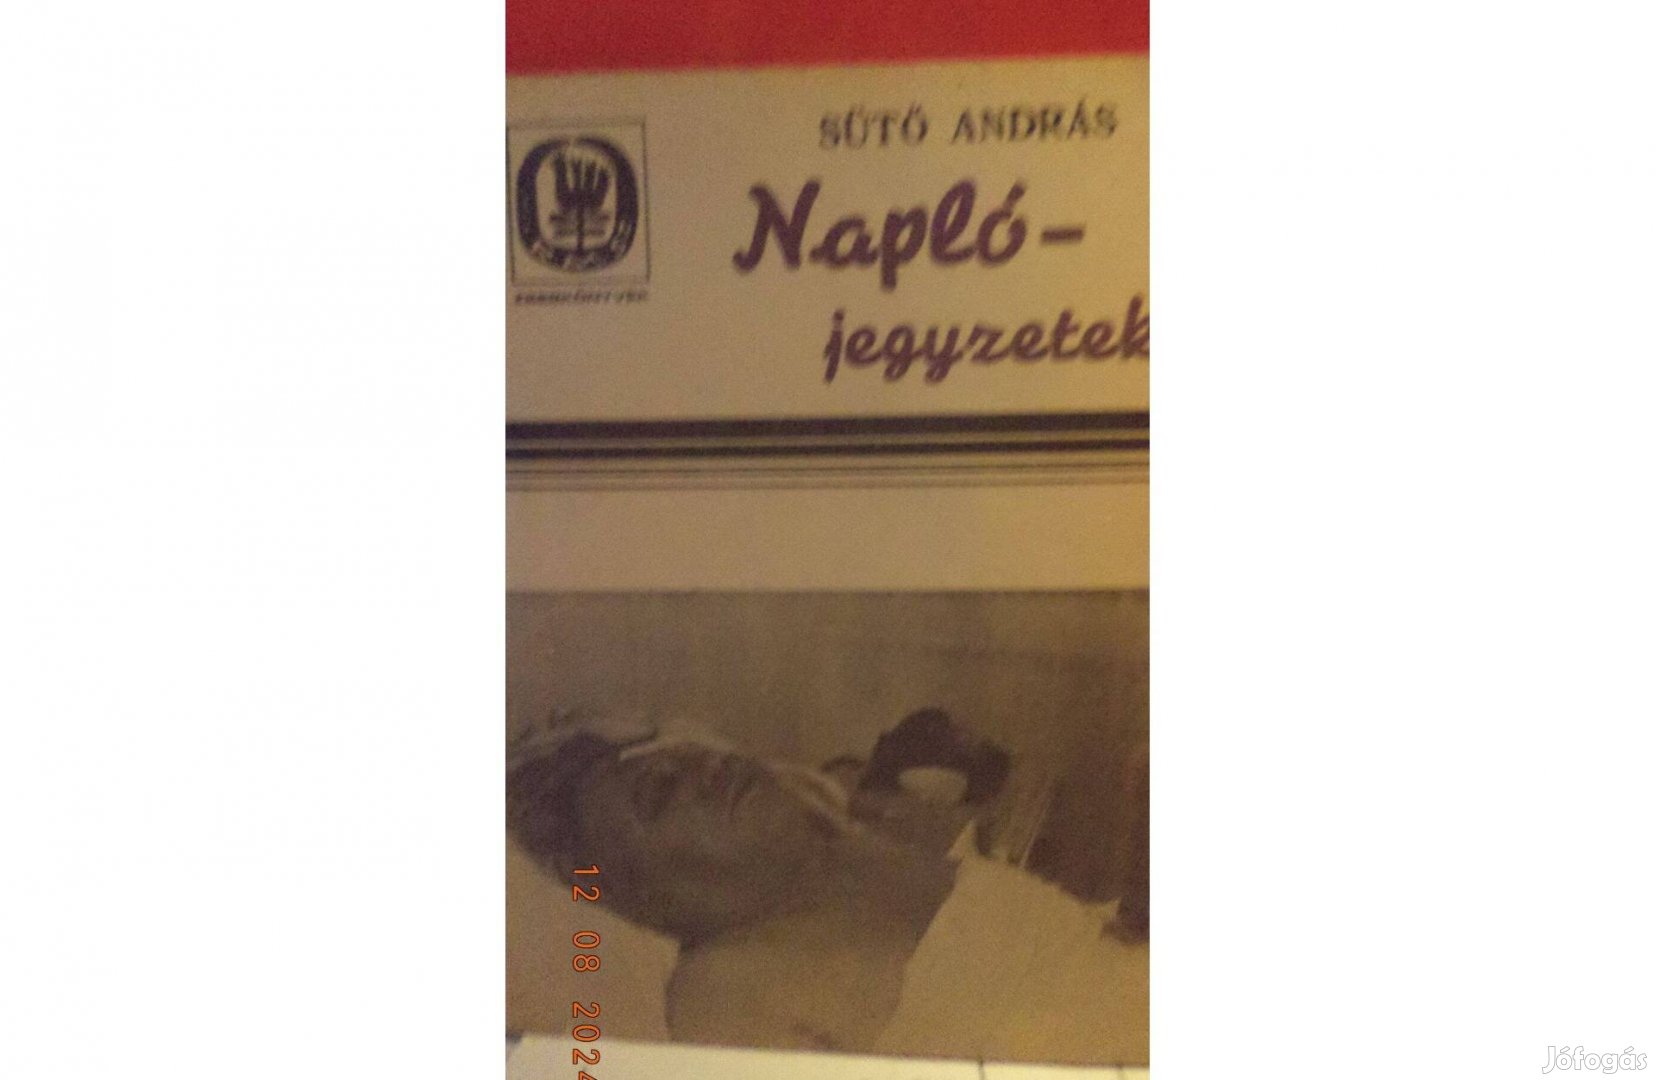 SÜTŐ ANDRÁS
Napló-
jegyzetek
12 08 2024
Jófogás